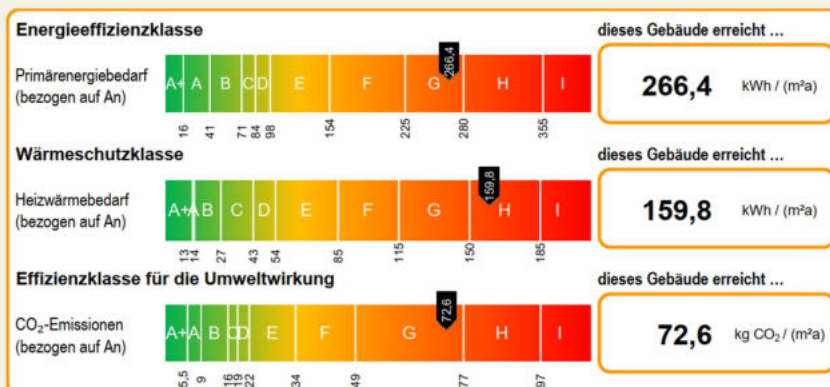 Energieeffizienzklasse
dieses Gebäude erreicht ...
Primärenergiebedarf
(bezogen auf An)
A+ A B C D E F G H I
266,4
16 41 71 84 98 154 225 280 355
266,4 kWh / (m²a)
Wärmeschutzklasse
dieses Gebäude erreicht ...
Heizwärmebedarf
(bezogen auf An)
A+ A B C D E F G H I
159,8
13 14 27 43 54 85 115 150 185
159,8 kWh / (m²a)
Effizienzklasse für die Umweltwirkung
dieses Gebäude erreicht ...
CO₂-Emissionen
(bezogen auf An)
A+ A B C D E F G H I
72,6
5,5 9 16 19 22 34 49 77 97
72,6 kg CO₂ / (m²a)